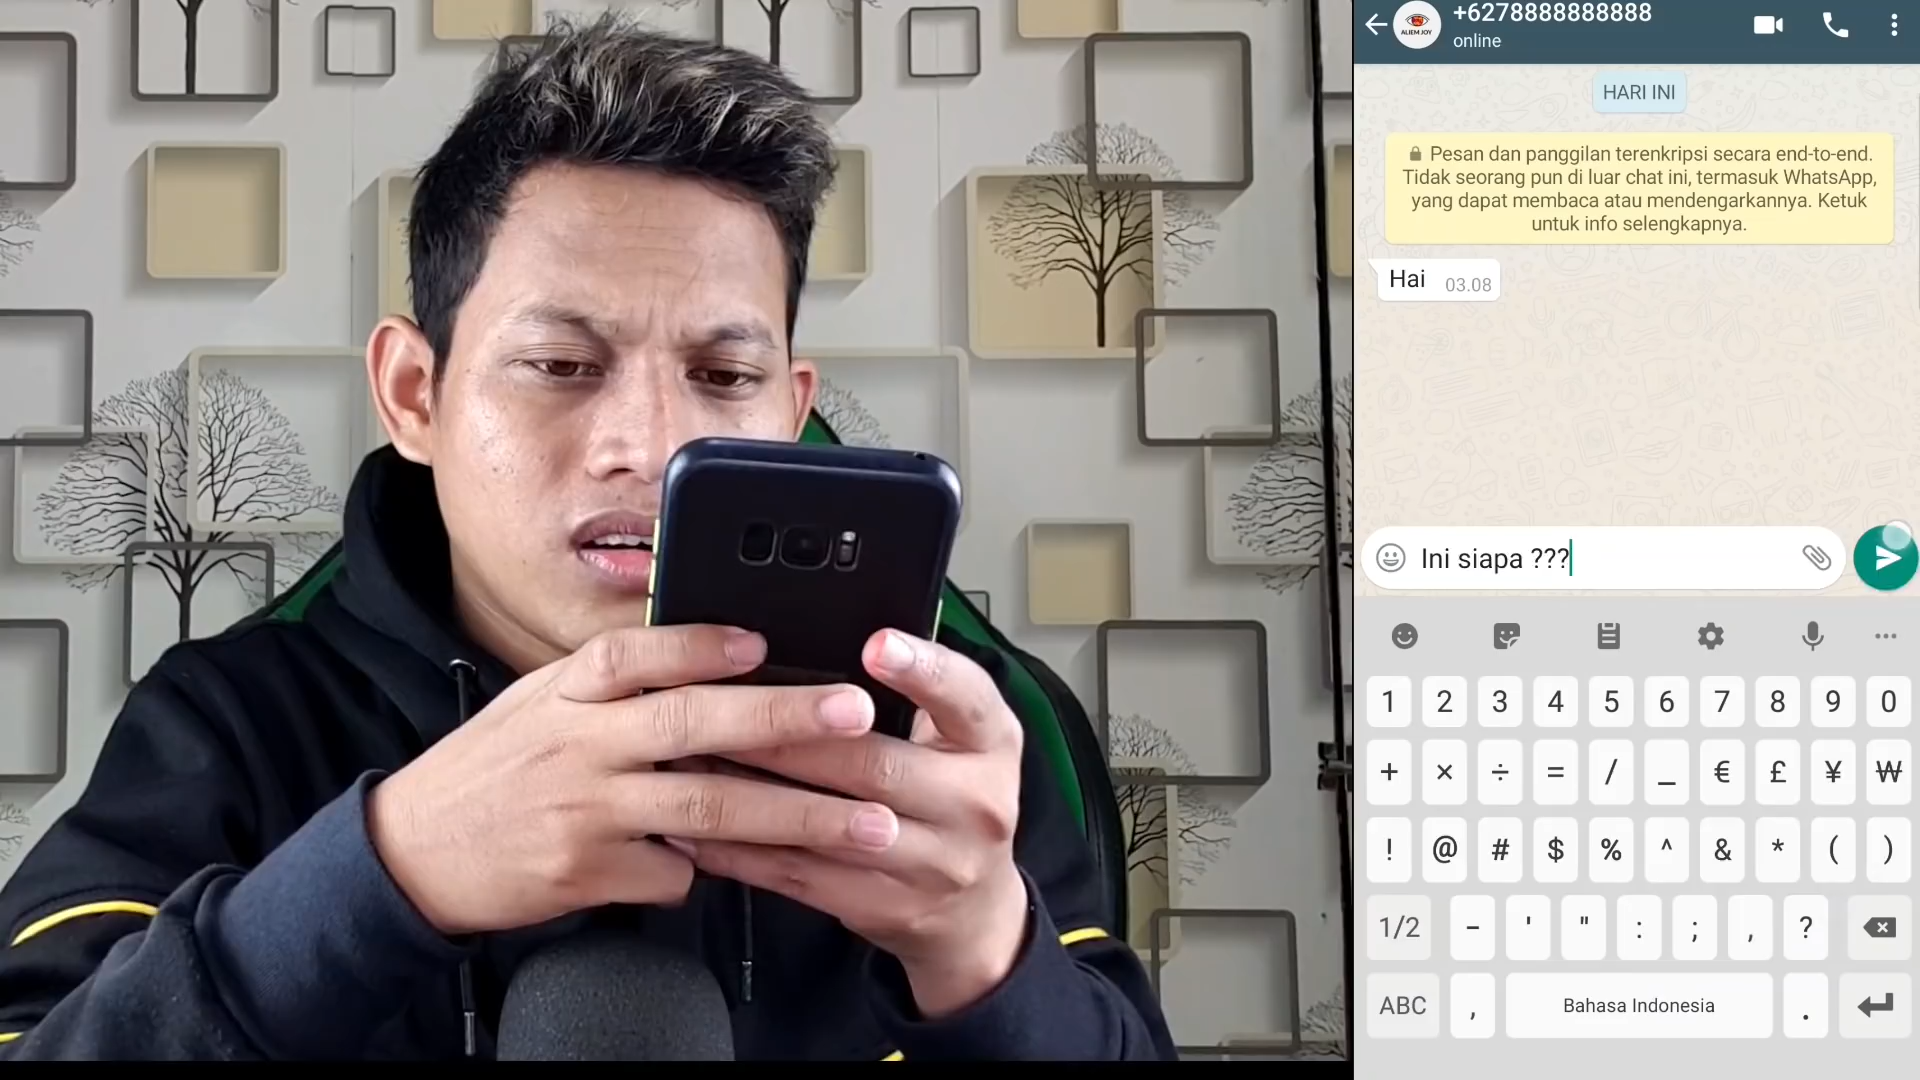 +6278888888888
online
ALIEM JOY
HARI INI
Pesan dan panggilan terenkripsi secara end-to-end.
Tidak seorang pun di luar chat ini, termasuk WhatsApp,
yang dapat membaca atau mendengarkannya. Ketuk
untuk info selengkapnya.
Hai 03.08
Ini siapa ???
1 2 3 4 5 6 7 8 9 0
+ × ÷ = / _ € £ ¥ ₩
! @ # $ % ^ & * ( )
1/2 - ' " : ; , ?
ABC , Bahasa Indonesia .